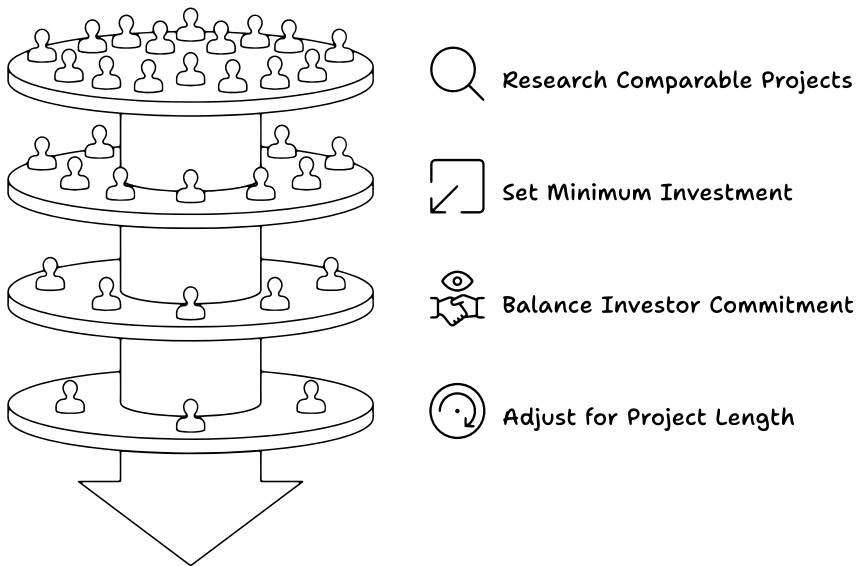 Research Comparable Projects
Set Minimum Investment
Balance Investor Commitment
Adjust for Project Length